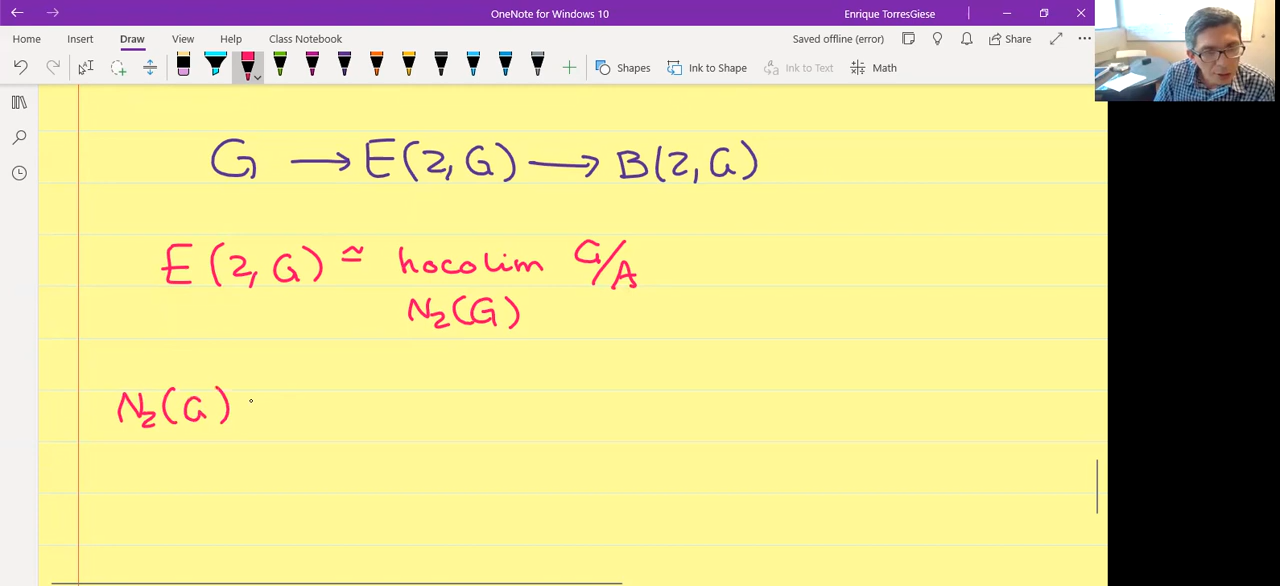 OneNote for Windows 10
Enrique TorresGiese
Home Insert Draw View Help Class Notebook
Saved offline (error) Share
Shapes Ink to Shape Ink to Text Math
G → E(2, G) → B(2, G)
E(2, G) ≃ hocolim G/A
N₂(G)
N₂(G)